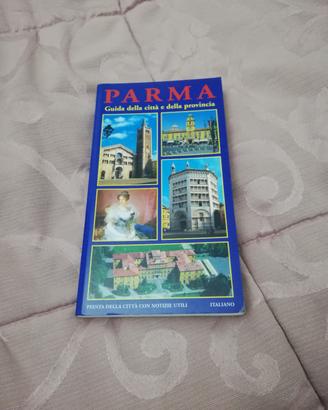 PARMA
Guida della città e della provincia
PIANTA DELLA CITTÀ CON NOTIZIE UTILI
ITALIANO